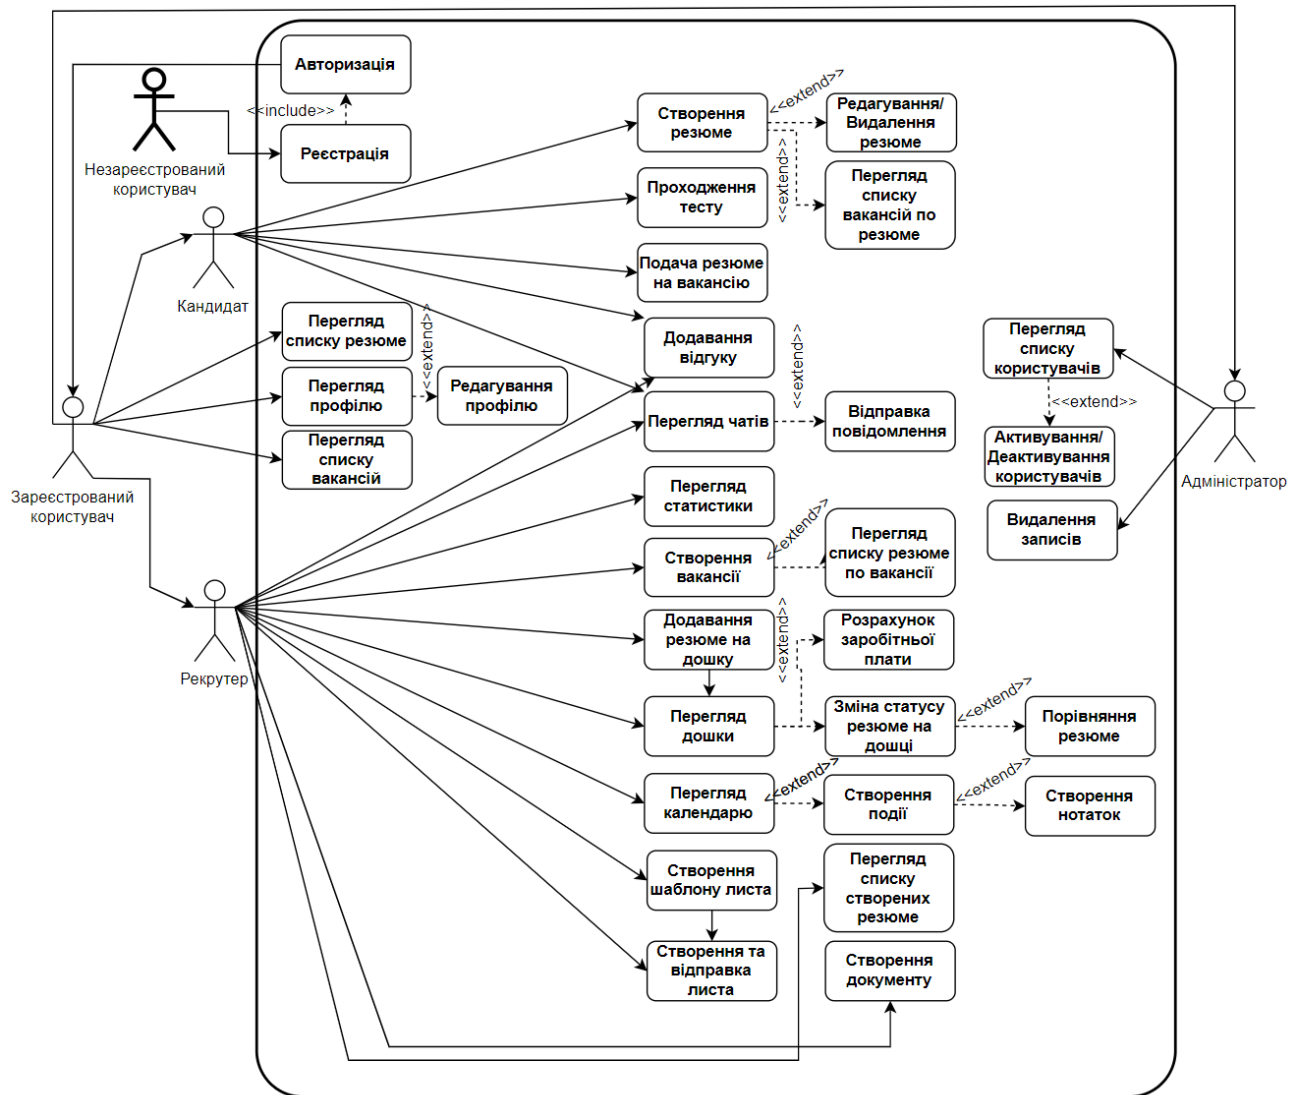 Авторизація
<<include>>
Реєстрація
Незареєстрований
користувач
Створення
резюме
<<extend>>
Редагування/
Видалення
резюме
<<extend>>
Перегляд
списку
вакансій по
резюме
Проходження
тесту
Подача резюме
на вакансію
Кандидат
Перегляд
списку резюме
<<extend>>
Перегляд
профілю
Редагування
профілю
Перегляд
списку
вакансій
Зареєстрований
користувач
Додавання
відгуку
<<extend>>
Перегляд чатів
Відправка
повідомлення
Перегляд
списку
користувачів
<<extend>>
Активування/
Деактивування
користувачів
Адміністратор
Видалення
записів
Перегляд
статистики
Створення
вакансії
<<extend>>
Перегляд
списку резюме
по вакансії
Рекрутер
Додавання
резюме на
дошку
<<extend>>
Розрахунок
заробітньої
плати
Перегляд
дошки
Зміна статусу
резюме на
дошці
<<extend>>
Порівняння
резюме
Перегляд
календарю
<<extend>>
Створення
події
<<extend>>
Створення
нотаток
Створення
шаблону листа
Перегляд
списку
створених
резюме
Створення та
відправка
листа
Створення
документу